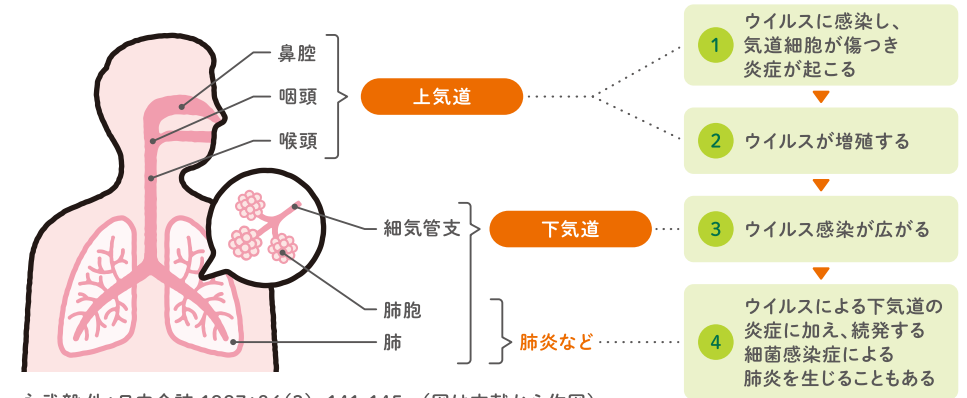 鼻腔
咽頭
喉頭
上気道
細気管支
下気道
肺胞
肺
肺炎など
1
ウイルスに感染し、
気道細胞が傷つき
炎症が起こる
2
ウイルスが増殖する
3
ウイルス感染が広がる
4
ウイルスによる下気道の
炎症に加え、続発する
細菌感染症による
肺炎を生じることもある